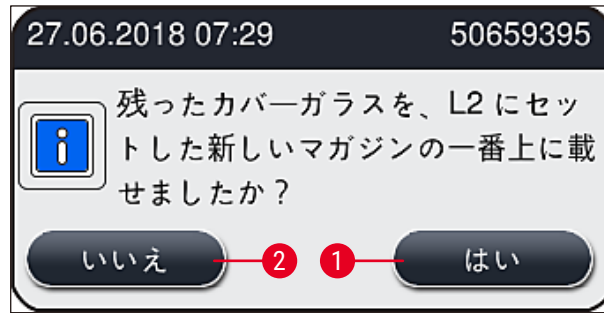 27.06.2018 07:29 50659395
残ったカバーガラスを、L2 にセッ
トした新しいマガジンの一番上に載
せましたか？
いいえ 2 1 はい